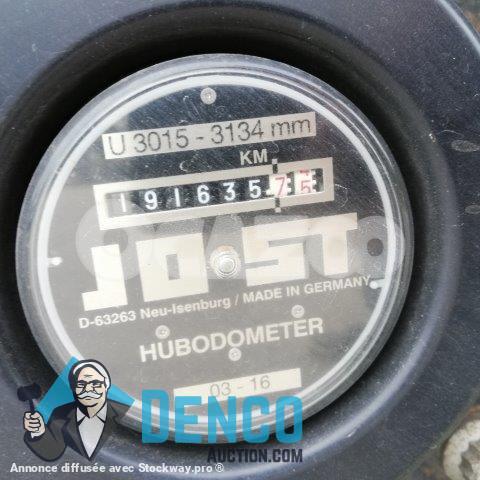 U 3015 - 3134 mm
KM
191635 7
JOST
D-63263 Neu-Isenburg / MADE IN GERMANY
HUBODOMETER
03 - 16
DENCO
AUCTION.COM
Annonce diffusée avec Stockway.pro ®